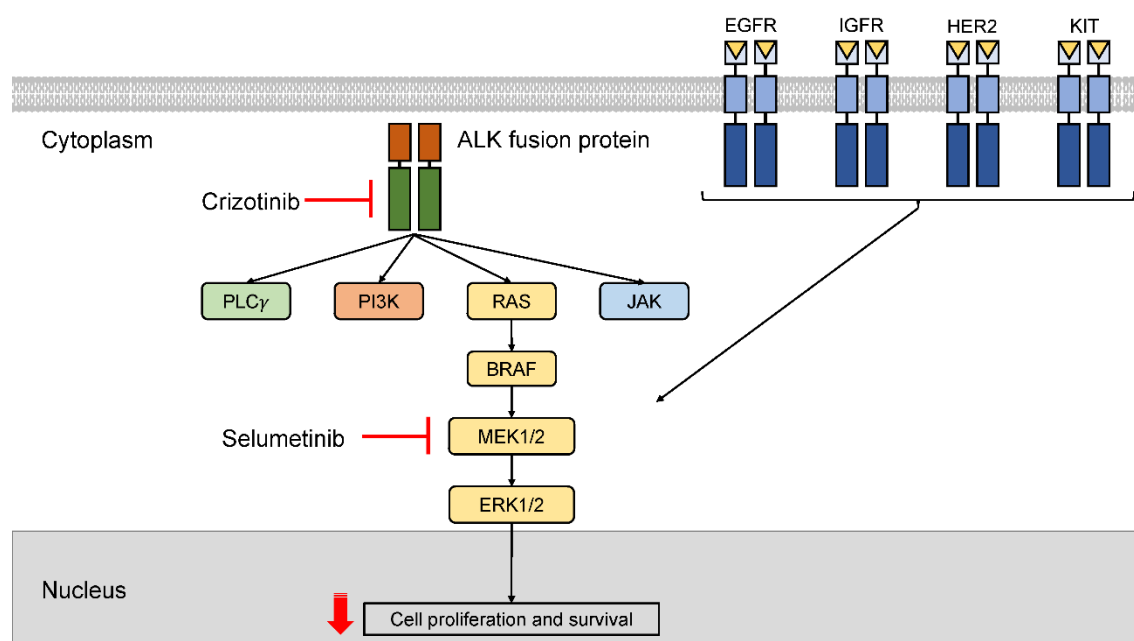 EGFR IGFR HER2 KIT
Cytoplasm
ALK fusion protein
Crizotinib
PLCγ PI3K RAS JAK
BRAF
Selumetinib
MEK1/2
ERK1/2
Nucleus
Cell proliferation and survival